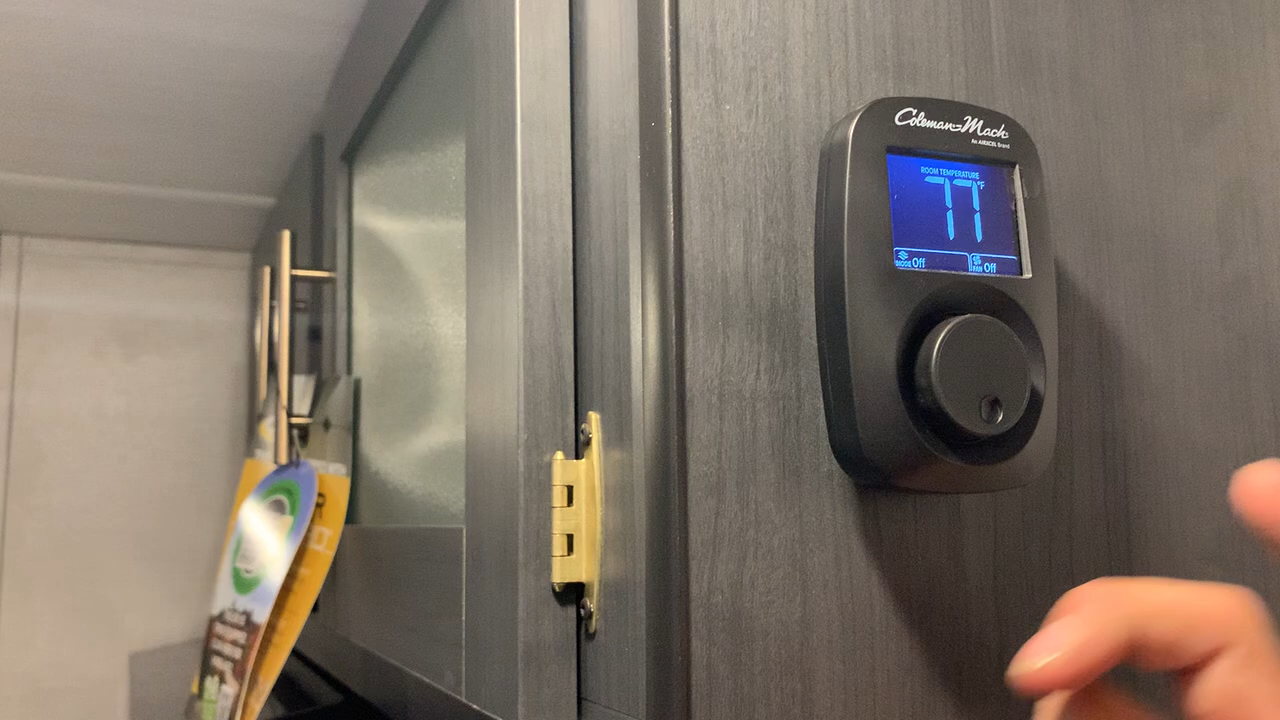 Coleman-Mach
An AIRXCEL Brand
ROOM TEMPERATURE
77 °F
MODE Off
FAN Off